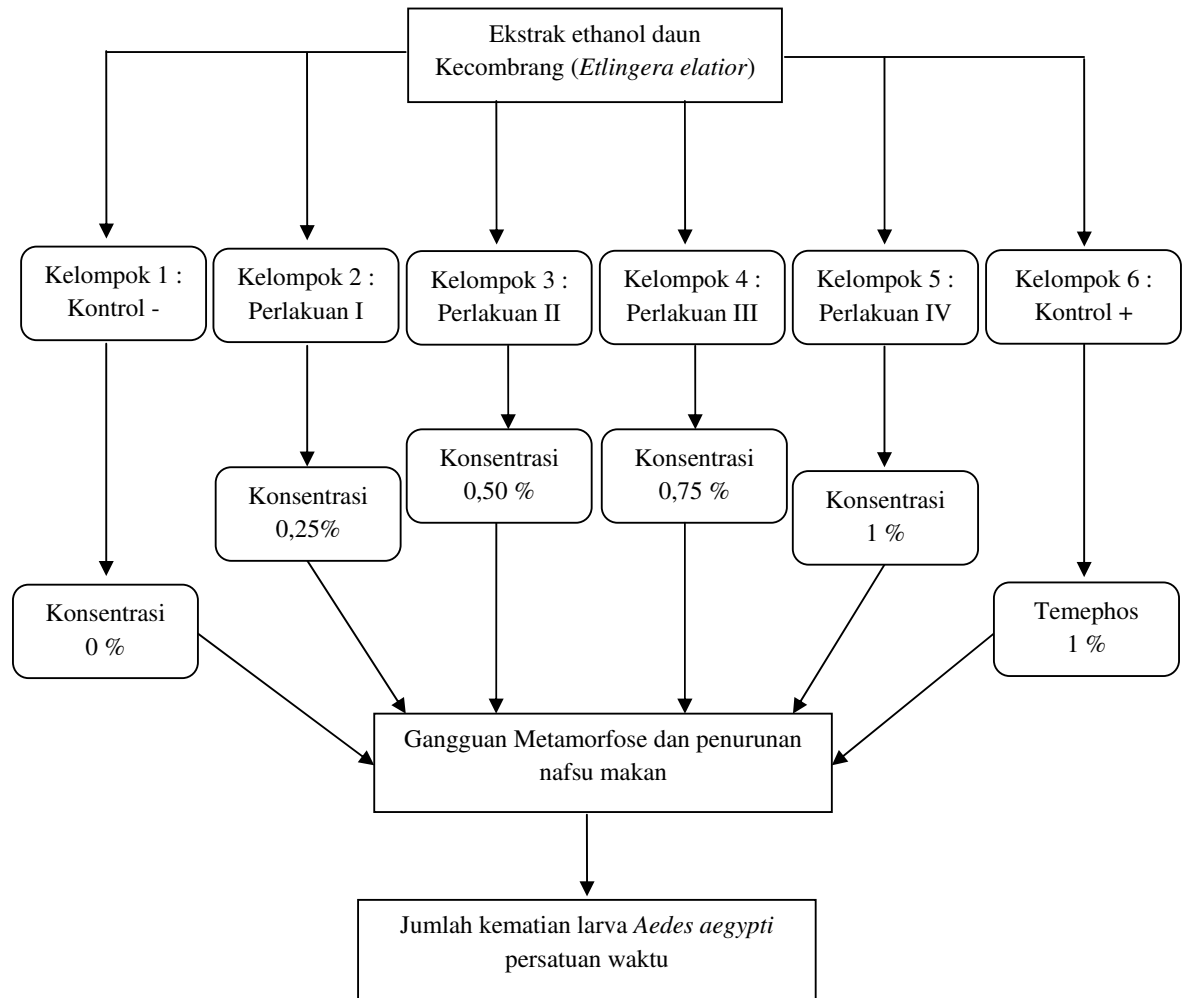 Ekstrak ethanol daun
Kecombrang (Etlingera elatior)
Kelompok 1 :
Kontrol -
Kelompok 2 :
Perlakuan I
Kelompok 3 :
Perlakuan II
Kelompok 4 :
Perlakuan III
Kelompok 5 :
Perlakuan IV
Kelompok 6 :
Kontrol +
Konsentrasi
0 %
Konsentrasi
0,25%
Konsentrasi
0,50 %
Konsentrasi
0,75 %
Konsentrasi
1 %
Temephos
1 %
Gangguan Metamorfose dan penurunan
nafsu makan
Jumlah kematian larva Aedes aegypti
persatuan waktu